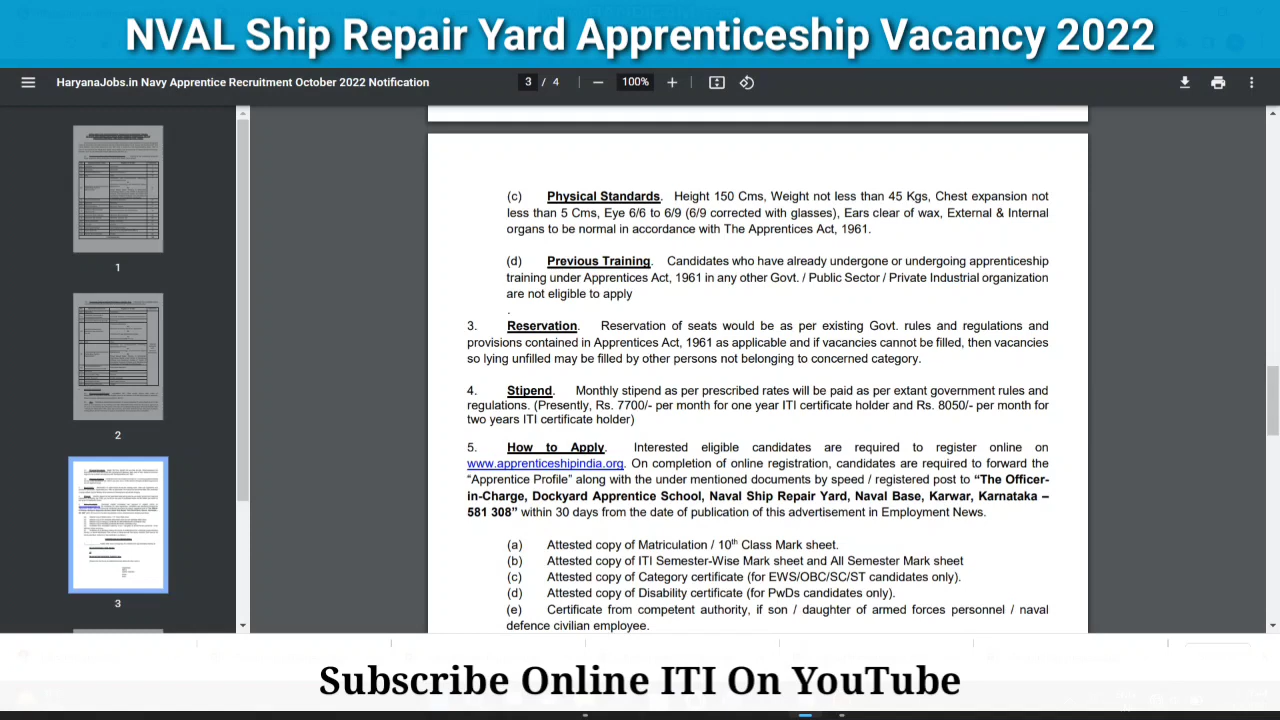 NVAL Ship Repair Yard Apprenticeship Vacancy 2022
HaryanaJobs.in Navy Apprentice Recruitment October 2022 Notification
3 / 4
100%
1
2
3
(c) Physical Standards. Height 150 Cms, Weight not less than 45 Kgs, Chest expansion not
less than 5 Cms, Eye 6/6 to 6/9 (6/9 corrected with glasses), Ears clear of wax, External & Internal
organs to be normal in accordance with The Apprentices Act, 1961.
(d) Previous Training. Candidates who have already undergone or undergoing apprenticeship
training under Apprentices Act, 1961 in any other Govt. / Public Sector / Private Industrial organization
are not eligible to apply
.
3. Reservation. Reservation of seats would be as per existing Govt. rules and regulations and
provisions contained in Apprentices Act, 1961 as applicable and if vacancies cannot be filled, then vacancies
so lying unfilled may be filled by other persons not belonging to concerned category.
4. Stipend. Monthly stipend as per prescribed rates will be paid as per extant government rules and
regulations. (Presently, Rs. 7700/- per month for one year ITI certificate holder and Rs. 8050/- per month for
two years ITI certificate holder)
5. How to Apply. Interested eligible candidates are required to register online on
www.apprenticeshipindia.org. On completion of online registration, candidates are required to forward the
“Apprentice Profile” along with the under mentioned documents by speed / registered post to “The Officer-
in-Charge, Dockyard Apprentice School, Naval Ship Repair Yard, Naval Base, Karwar, Karnataka –
581 308” within 30 days from the date of publication of this advertisement in Employment News.
(a) Attested copy of Matriculation / 10th Class Mark sheet.
(b) Attested copy of ITI Semester-Wise Mark sheet and All Semester Mark sheet
(c) Attested copy of Category certificate (for EWS/OBC/SC/ST candidates only).
(d) Attested copy of Disability certificate (for PwDs candidates only).
(e) Certificate from competent authority, if son / daughter of armed forces personnel / naval
defence civilian employee.
Subscribe Online ITI On YouTube